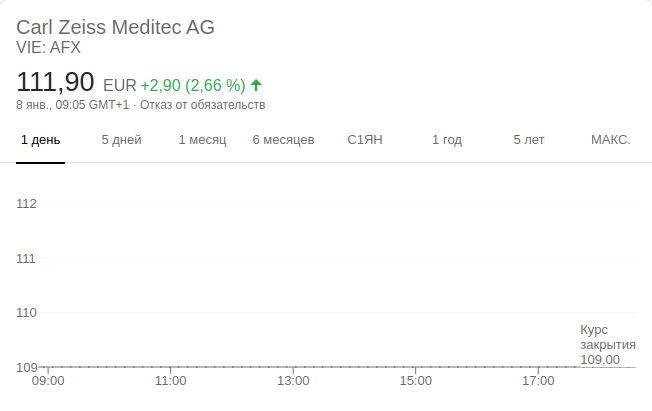 Carl Zeiss Meditec AG
VIE: AFX
111,90 EUR +2,90 (2,66 %)
8 янв., 09:05 GMT+1 · Отказ от обязательств
1 день 5 дней 1 месяц 6 месяцев С1ЯН 1 год 5 лет МАКС.
112
111
110
Курс
закрытия
109,00
109
09:00 11:00 13:00 15:00 17:00